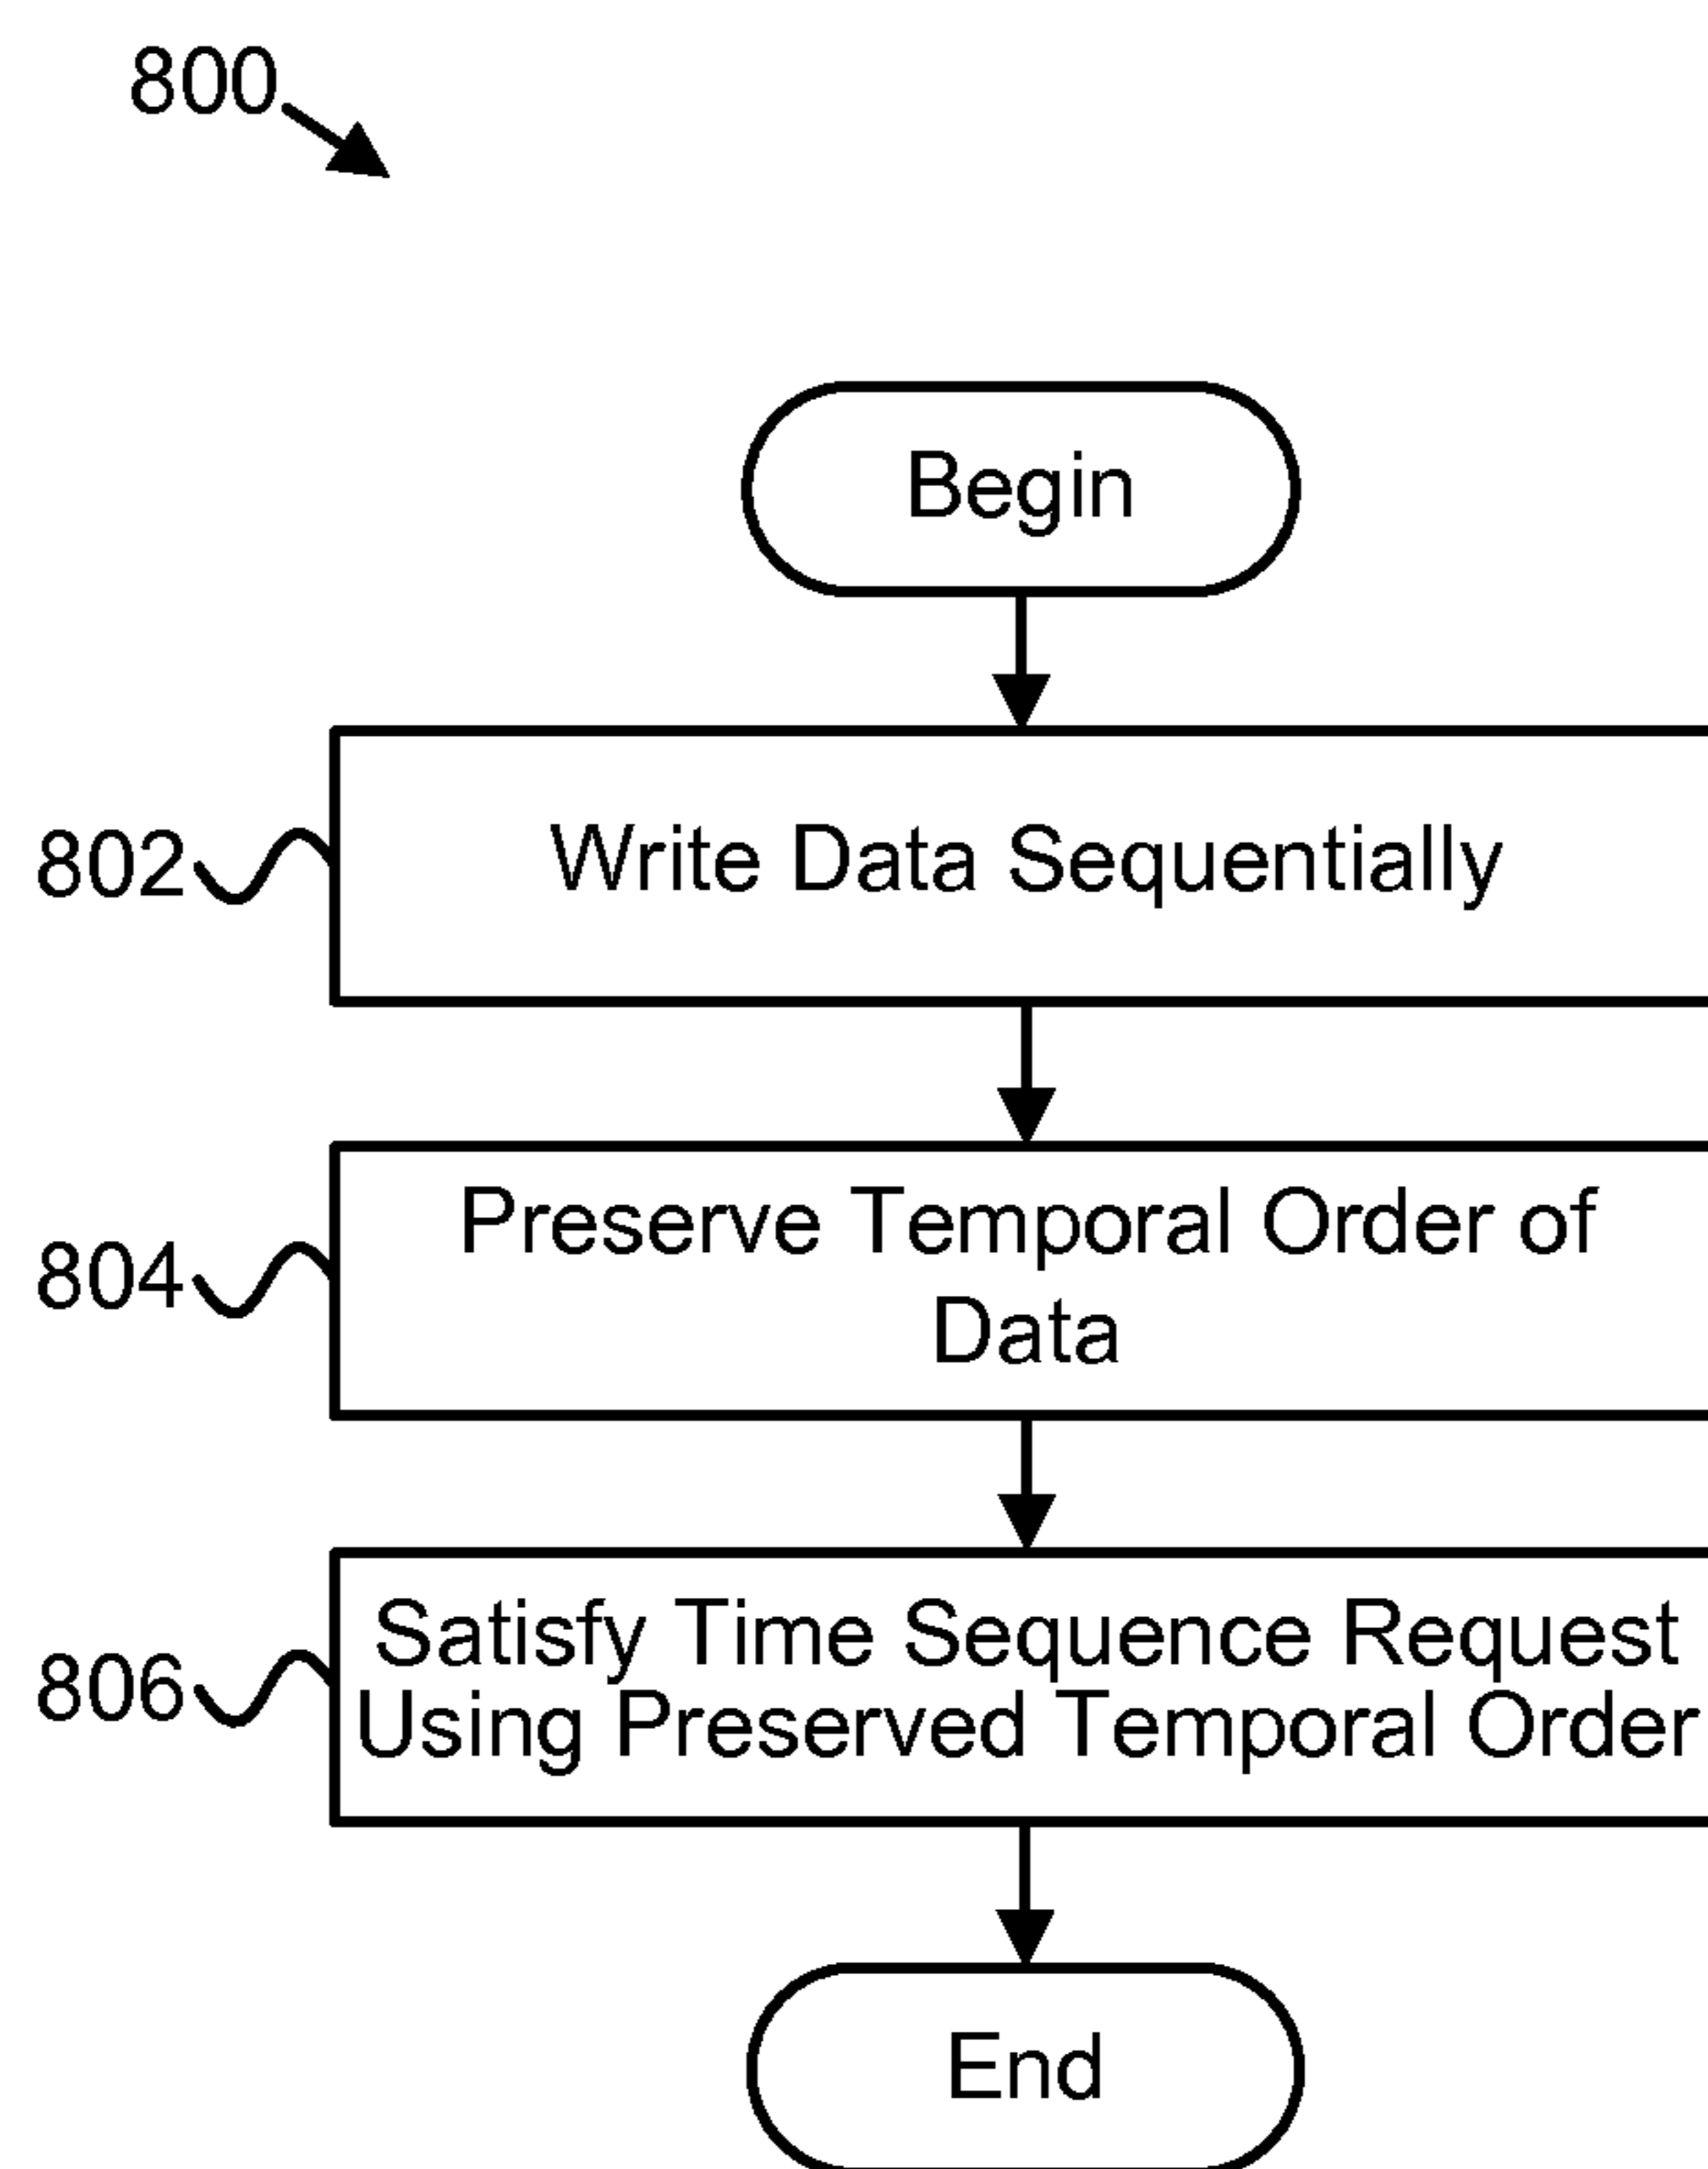 800
Begin
802
Write Data Sequentially
804
Preserve Temporal Order of
Data
806
Satisfy Time Sequence Request
Using Preserved Temporal Order
End